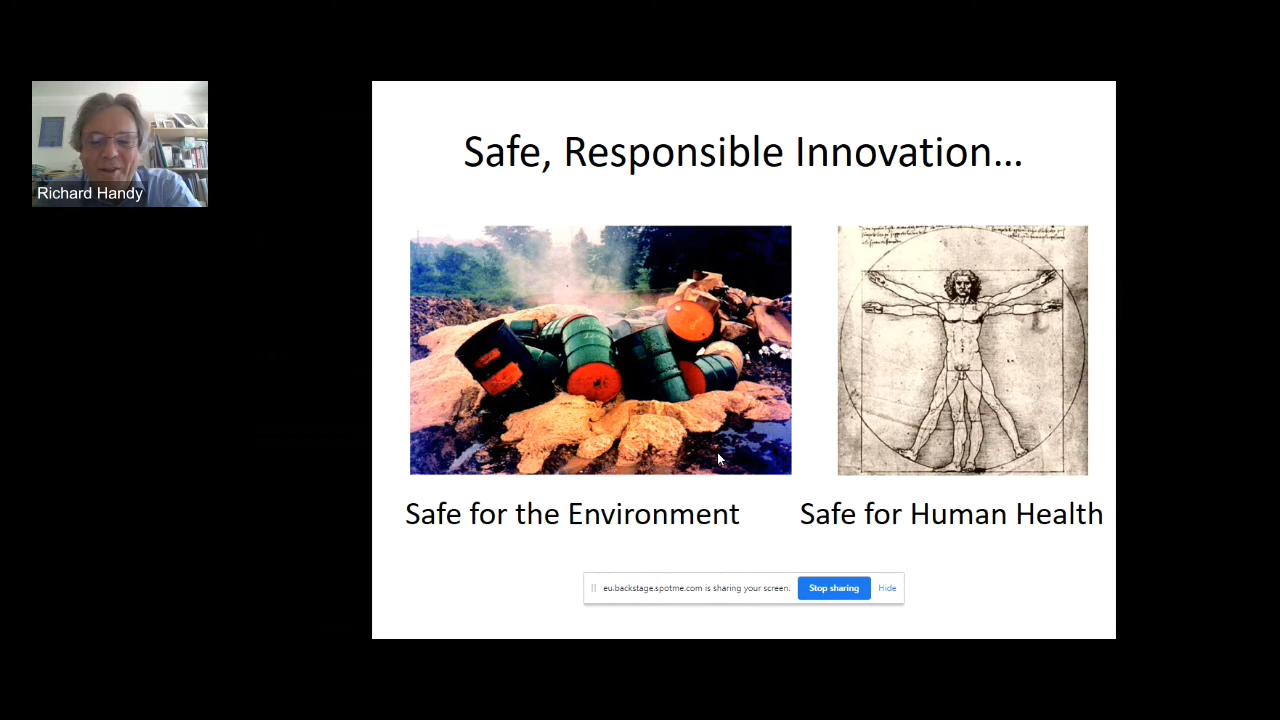 Richard Handy
Safe, Responsible Innovation...
Safe for the Environment
Safe for Human Health
eu.backstage.spotme.com is sharing your screen.
Stop sharing
Hide